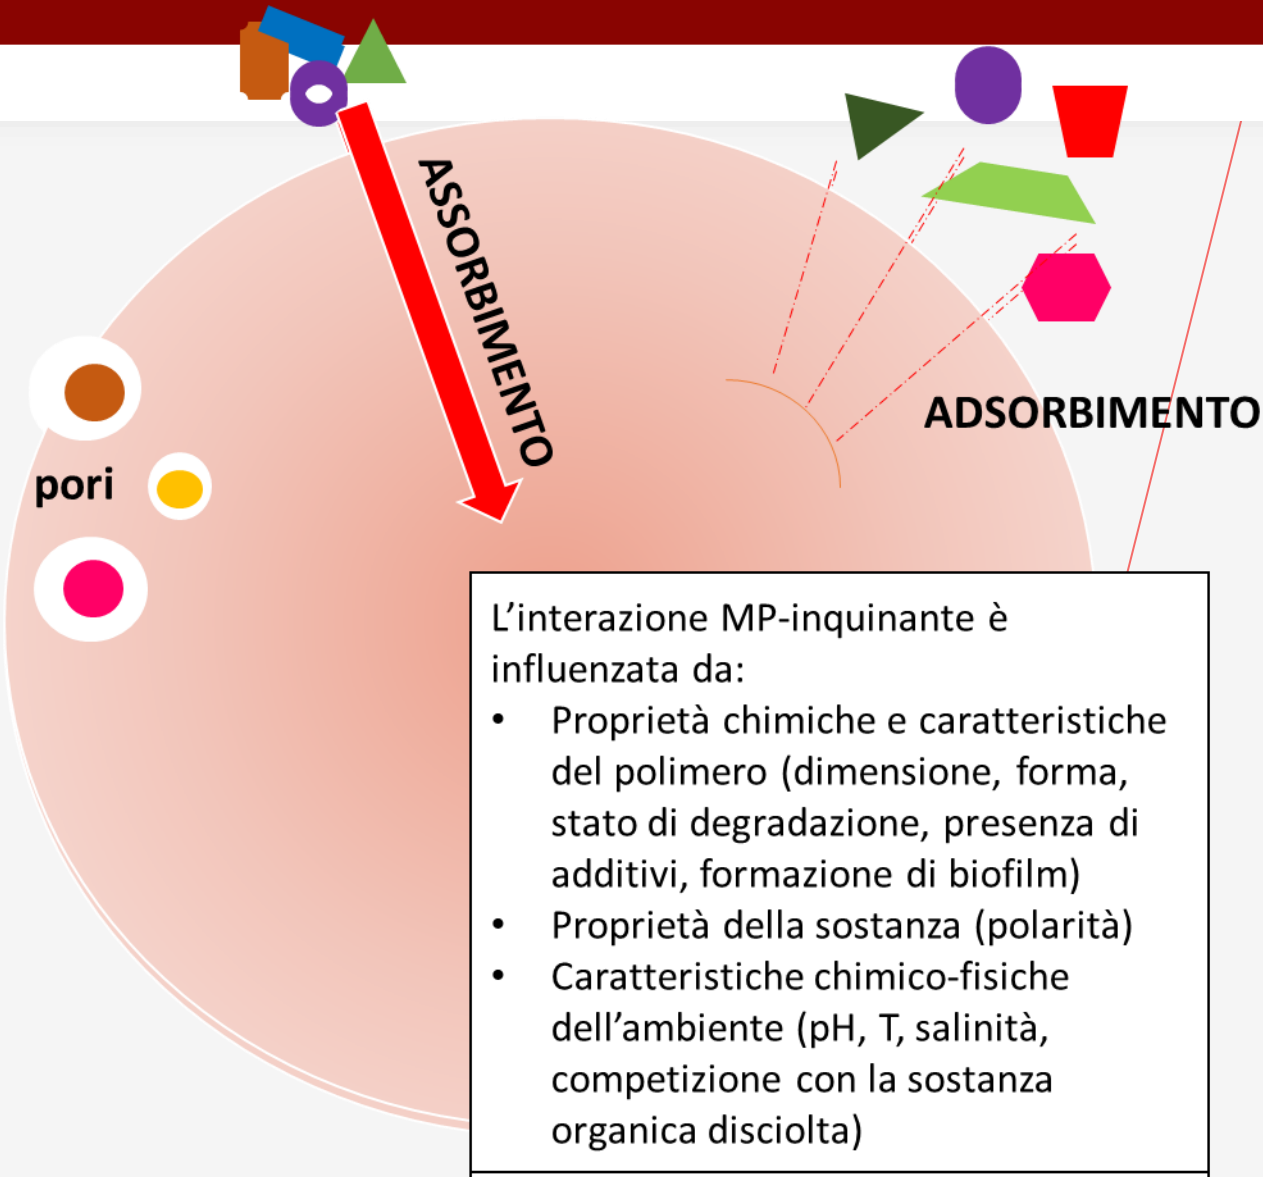 ASSORBIMENTO
ADSORBIMENTO
pori
L’interazione MP-inquinante è
influenzata da:
• Proprietà chimiche e caratteristiche
del polimero (dimensione, forma,
stato di degradazione, presenza di
additivi, formazione di biofilm)
• Proprietà della sostanza (polarità)
• Caratteristiche chimico-fisiche
dell’ambiente (pH, T, salinità,
competizione con la sostanza
organica disciolta)